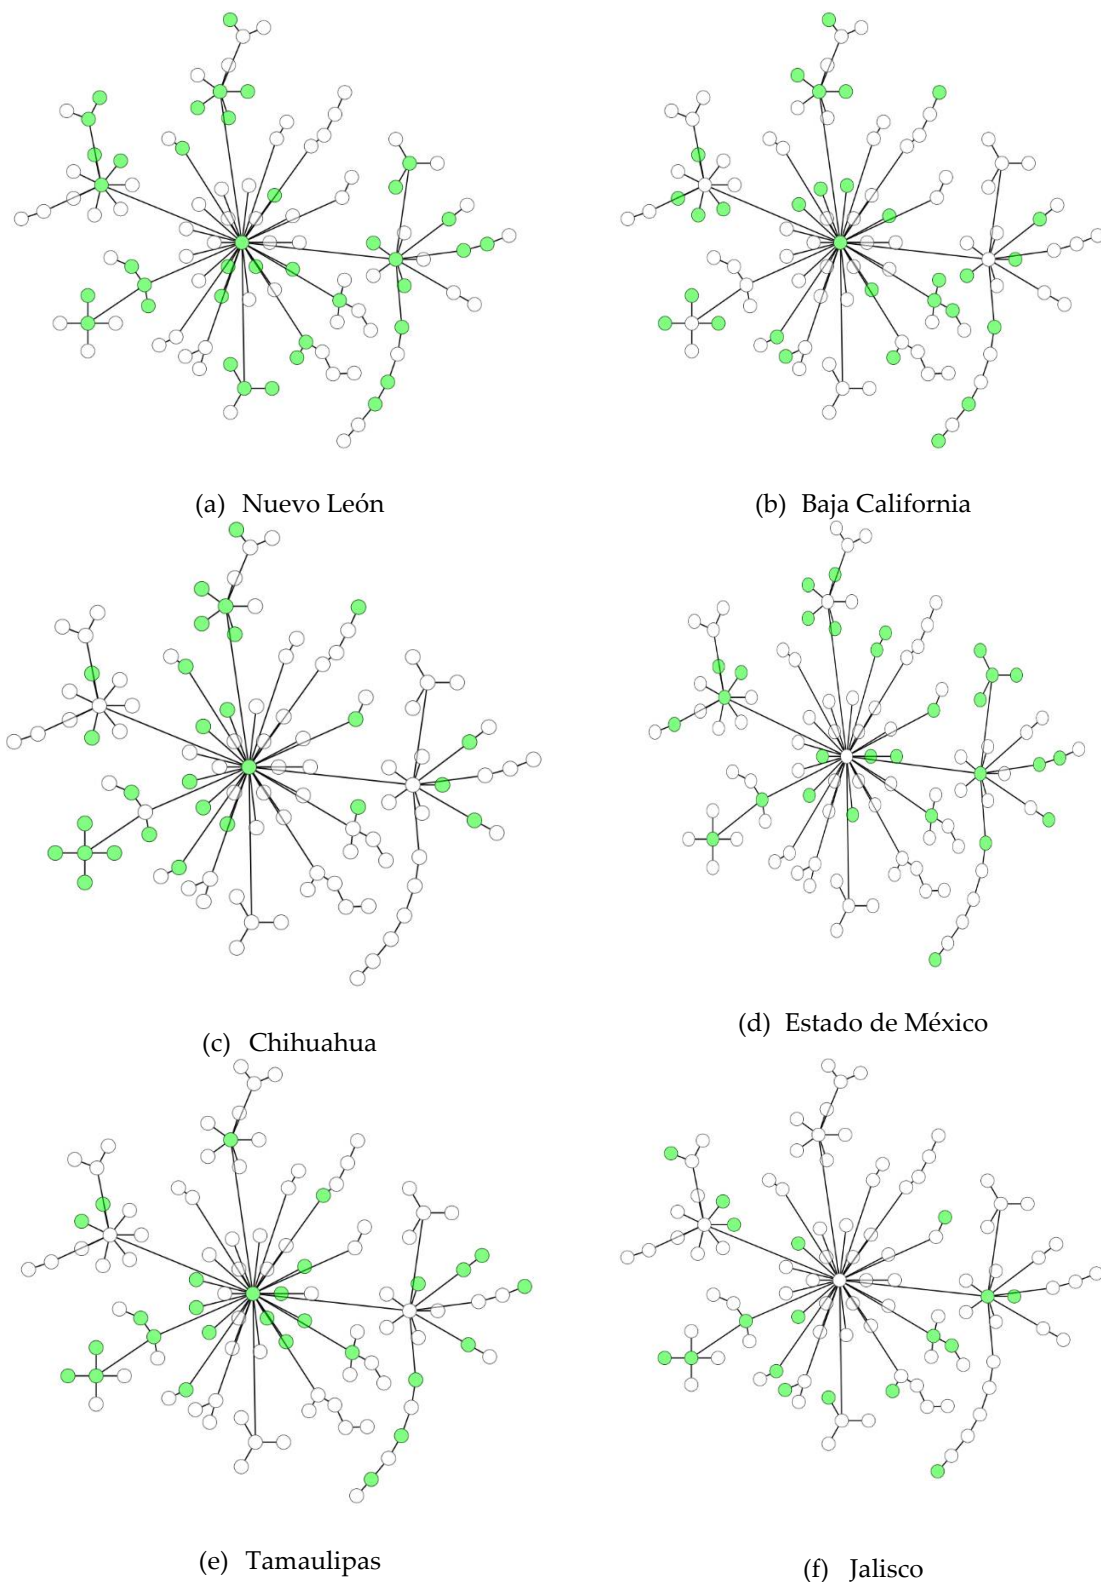 (a) Nuevo León
(b) Baja California
(c) Chihuahua
(d) Estado de México
(e) Tamaulipas
(f) Jalisco